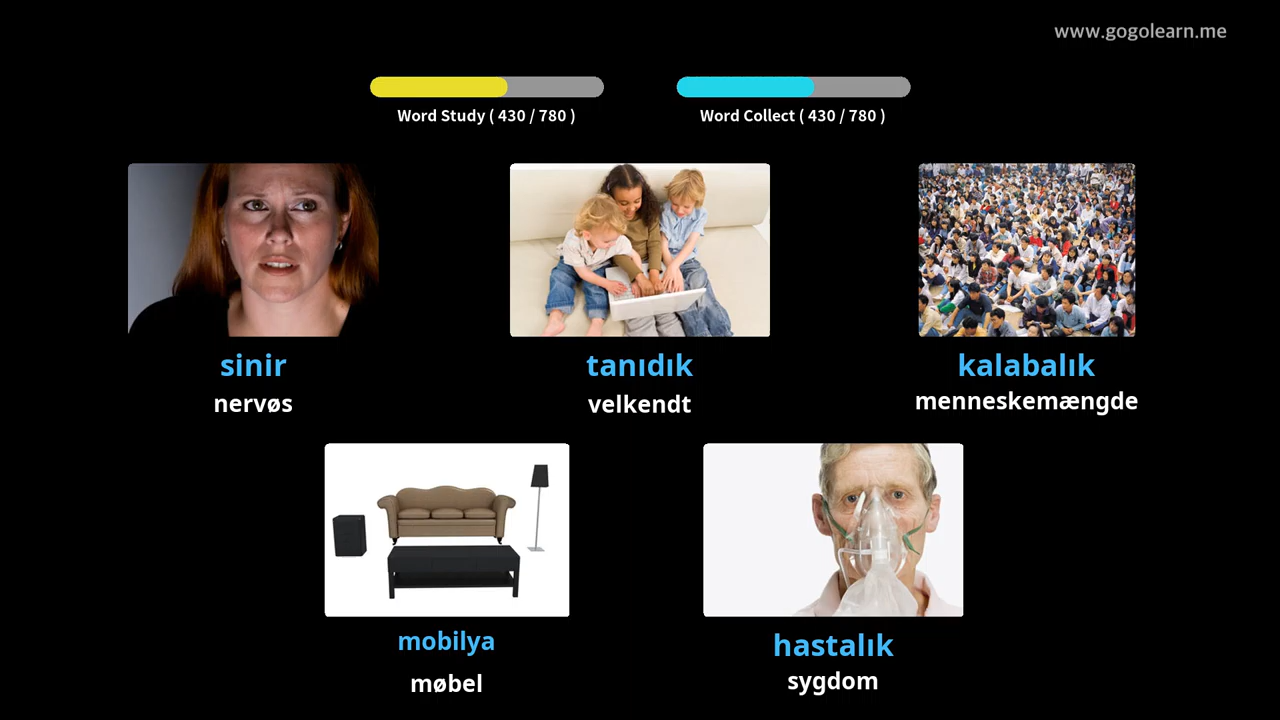 www.gogolearn.me
Word Study ( 430 / 780 )
Word Collect ( 430 / 780 )
sinir
nervøs
tanıdık
velkendt
kalabalık
menneskemængde
mobilya
møbel
hastalık
sygdom